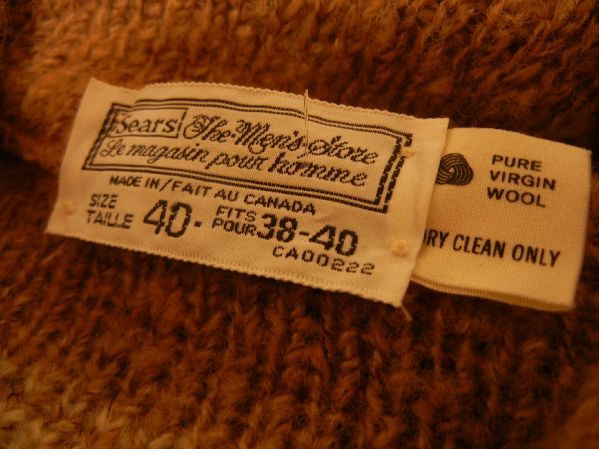 Sears The Men's Store
Le magasin pour homme
MADE IN/FAIT AU CANADA
SIZE
TAILLE
40.
FITS
POUR
38-40
CA00222
PURE
VIRGIN
WOOL
DRY CLEAN ONLY